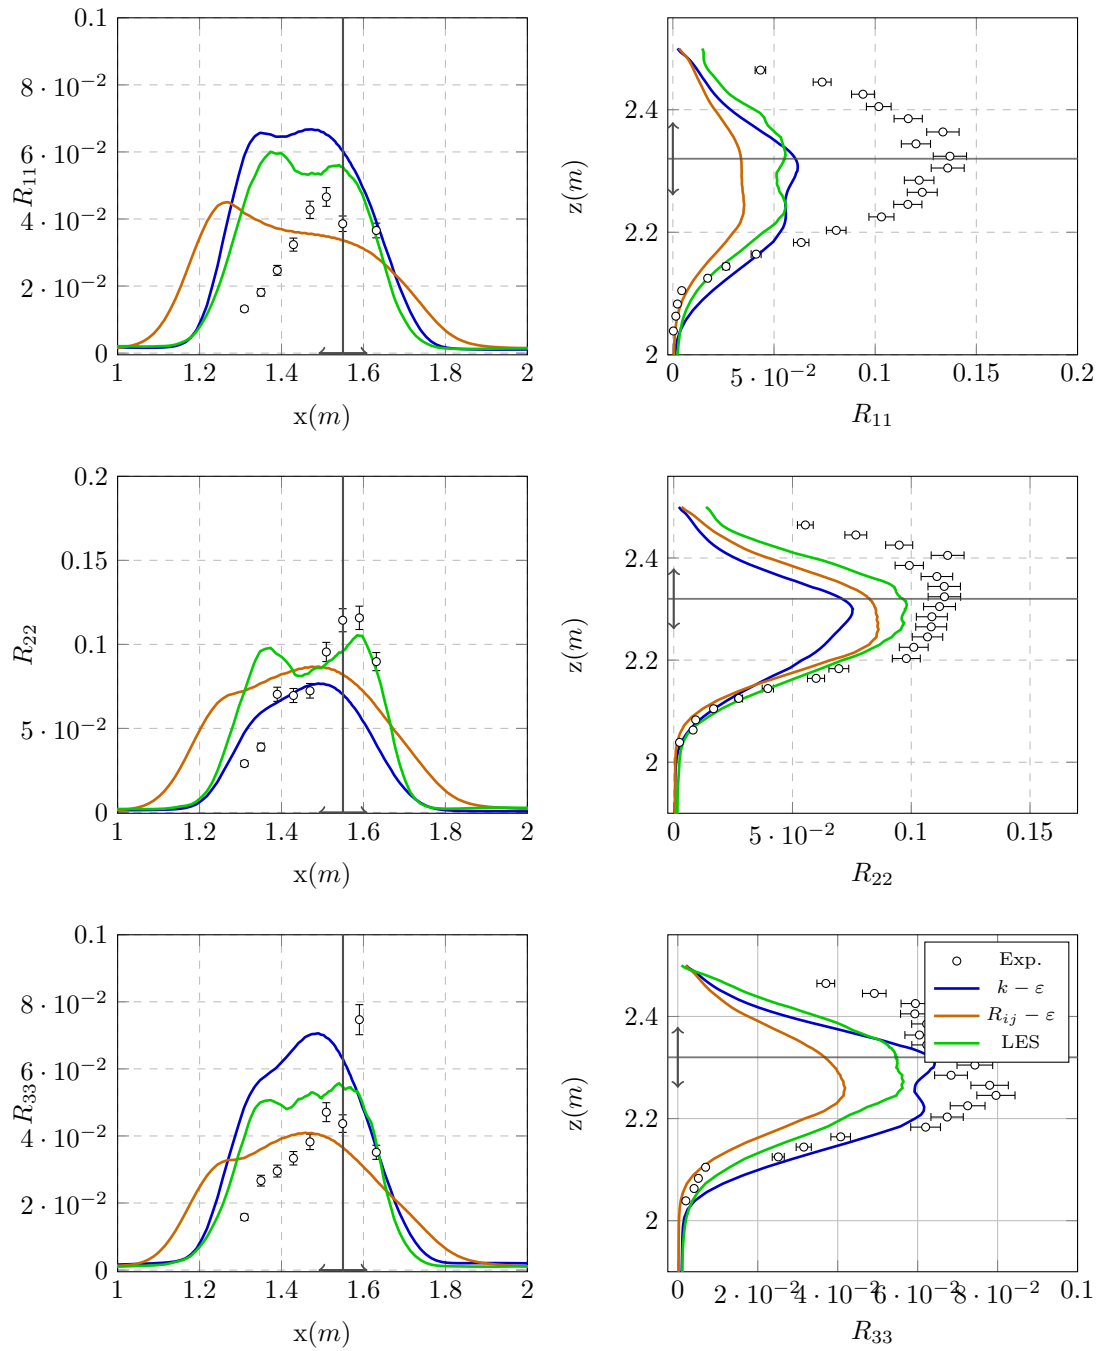 0.1
8 · 10⁻²
6 · 10⁻²
4 · 10⁻²
2 · 10⁻²
0
R₁₁
1 1.2 1.4 1.6 1.8 2
x(m)
2.4
2.2
2
z(m)
0 5 · 10⁻² 0.1 0.15 0.2
R₁₁
0.2
0.15
0.1
5 · 10⁻²
0
R₂₂
1 1.2 1.4 1.6 1.8 2
x(m)
2.4
2.2
2
z(m)
0 5 · 10⁻² 0.1 0.15
R₂₂
0.1
8 · 10⁻²
6 · 10⁻²
4 · 10⁻²
2 · 10⁻²
0
R₃₃
1 1.2 1.4 1.6 1.8 2
x(m)
2.4
2.2
2
z(m)
Exp.
k − ε
Rᵢⱼ − ε
LES
0 2 · 10⁻² 4 · 10⁻² 6 · 10⁻² 8 · 10⁻² 0.1
R₃₃